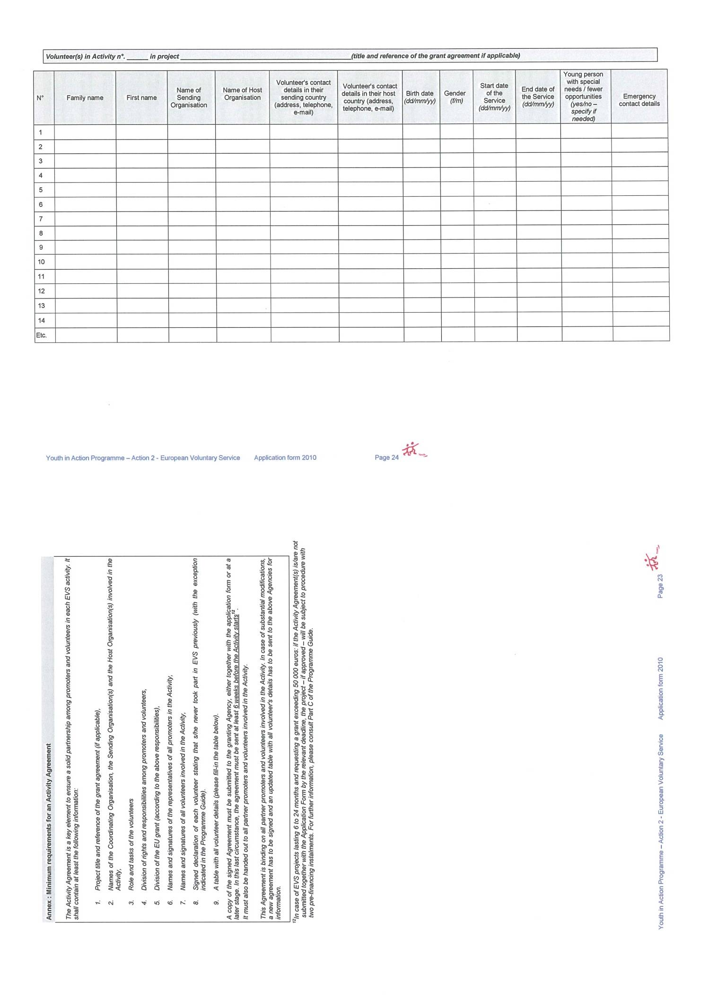 Volunteer(s) in Activity n°. ______ in project ______________________ (title and reference of the grant agreement if applicable)
N°
Family name
First name
Name of
Sending
Organisation
Name of Host
Organisation
Volunteer's contact
details in their
sending country
(address, telephone,
e-mail)
Volunteer's contact
details in their host
country (address,
telephone, e-mail)
Birth date
(dd/mm/yy)
Gender
(f/m)
Start date
of the
Service
(dd/mm/yy)
End date of
the Service
(dd/mm/yy)
Young person
with special
needs / fewer
opportunities
(yes/no –
specify if
needed)
Emergency
contact details
1
2
3
4
5
6
7
8
9
10
11
12
13
14
Etc.
Youth in Action Programme – Action 2 - European Voluntary Service Application form 2010 Page 24
Youth
Annex : Minimum requirements for an Activity Agreement
The Activity Agreement is a key element to ensure a solid partnership among promoters and volunteers in each EVS activity. It
shall contain at least the following information:
1. Project title and reference of the grant agreement (if applicable),
2. Names of the Coordinating Organisation, the Sending Organisation(s) and the Host Organisation(s) involved in the
Activity,
3. Role and tasks of the volunteers
4. Division of rights and responsibilities among promoters and volunteers,
5. Division of the EU grant (according to the above responsibilities),
6. Names and signatures of the representatives of all promoters in the Activity,
7. Names and signatures of all volunteers involved in the Activity,
8. Signed declaration of each volunteer stating that s/he never took part in EVS previously (with the exception
indicated in the Programme Guide).
9. A table with all volunteer details (please fill-in the table below).
A copy of the signed Agreement must be submitted to the granting Agency, either together with the application form or at a
later stage. In this last circumstance, the agreement must be sent at least 6 weeks before the Activity starts12.
It must also be handed out to all partner promoters and volunteers involved in the Activity.
This Agreement is binding on all partner promoters and volunteers involved in the Activity. In case of substantial modifications,
a new agreement has to be signed and an updated table with all volunteer's details has to be sent to the above Agencies for
information.
12In case of EVS projects lasting 6 to 24 months and requesting a grant exceeding 50 000 euros: if the Activity Agreement(s) is/are not
submitted together with the Application Form by the relevant deadline, the project – if approved – will be subject to procedure with
two pre-financing instalments. For further information, please consult Part C of the Programme Guide.
Youth in Action Programme – Action 2 - European Voluntary Service Application form 2010 Page 23
Youth